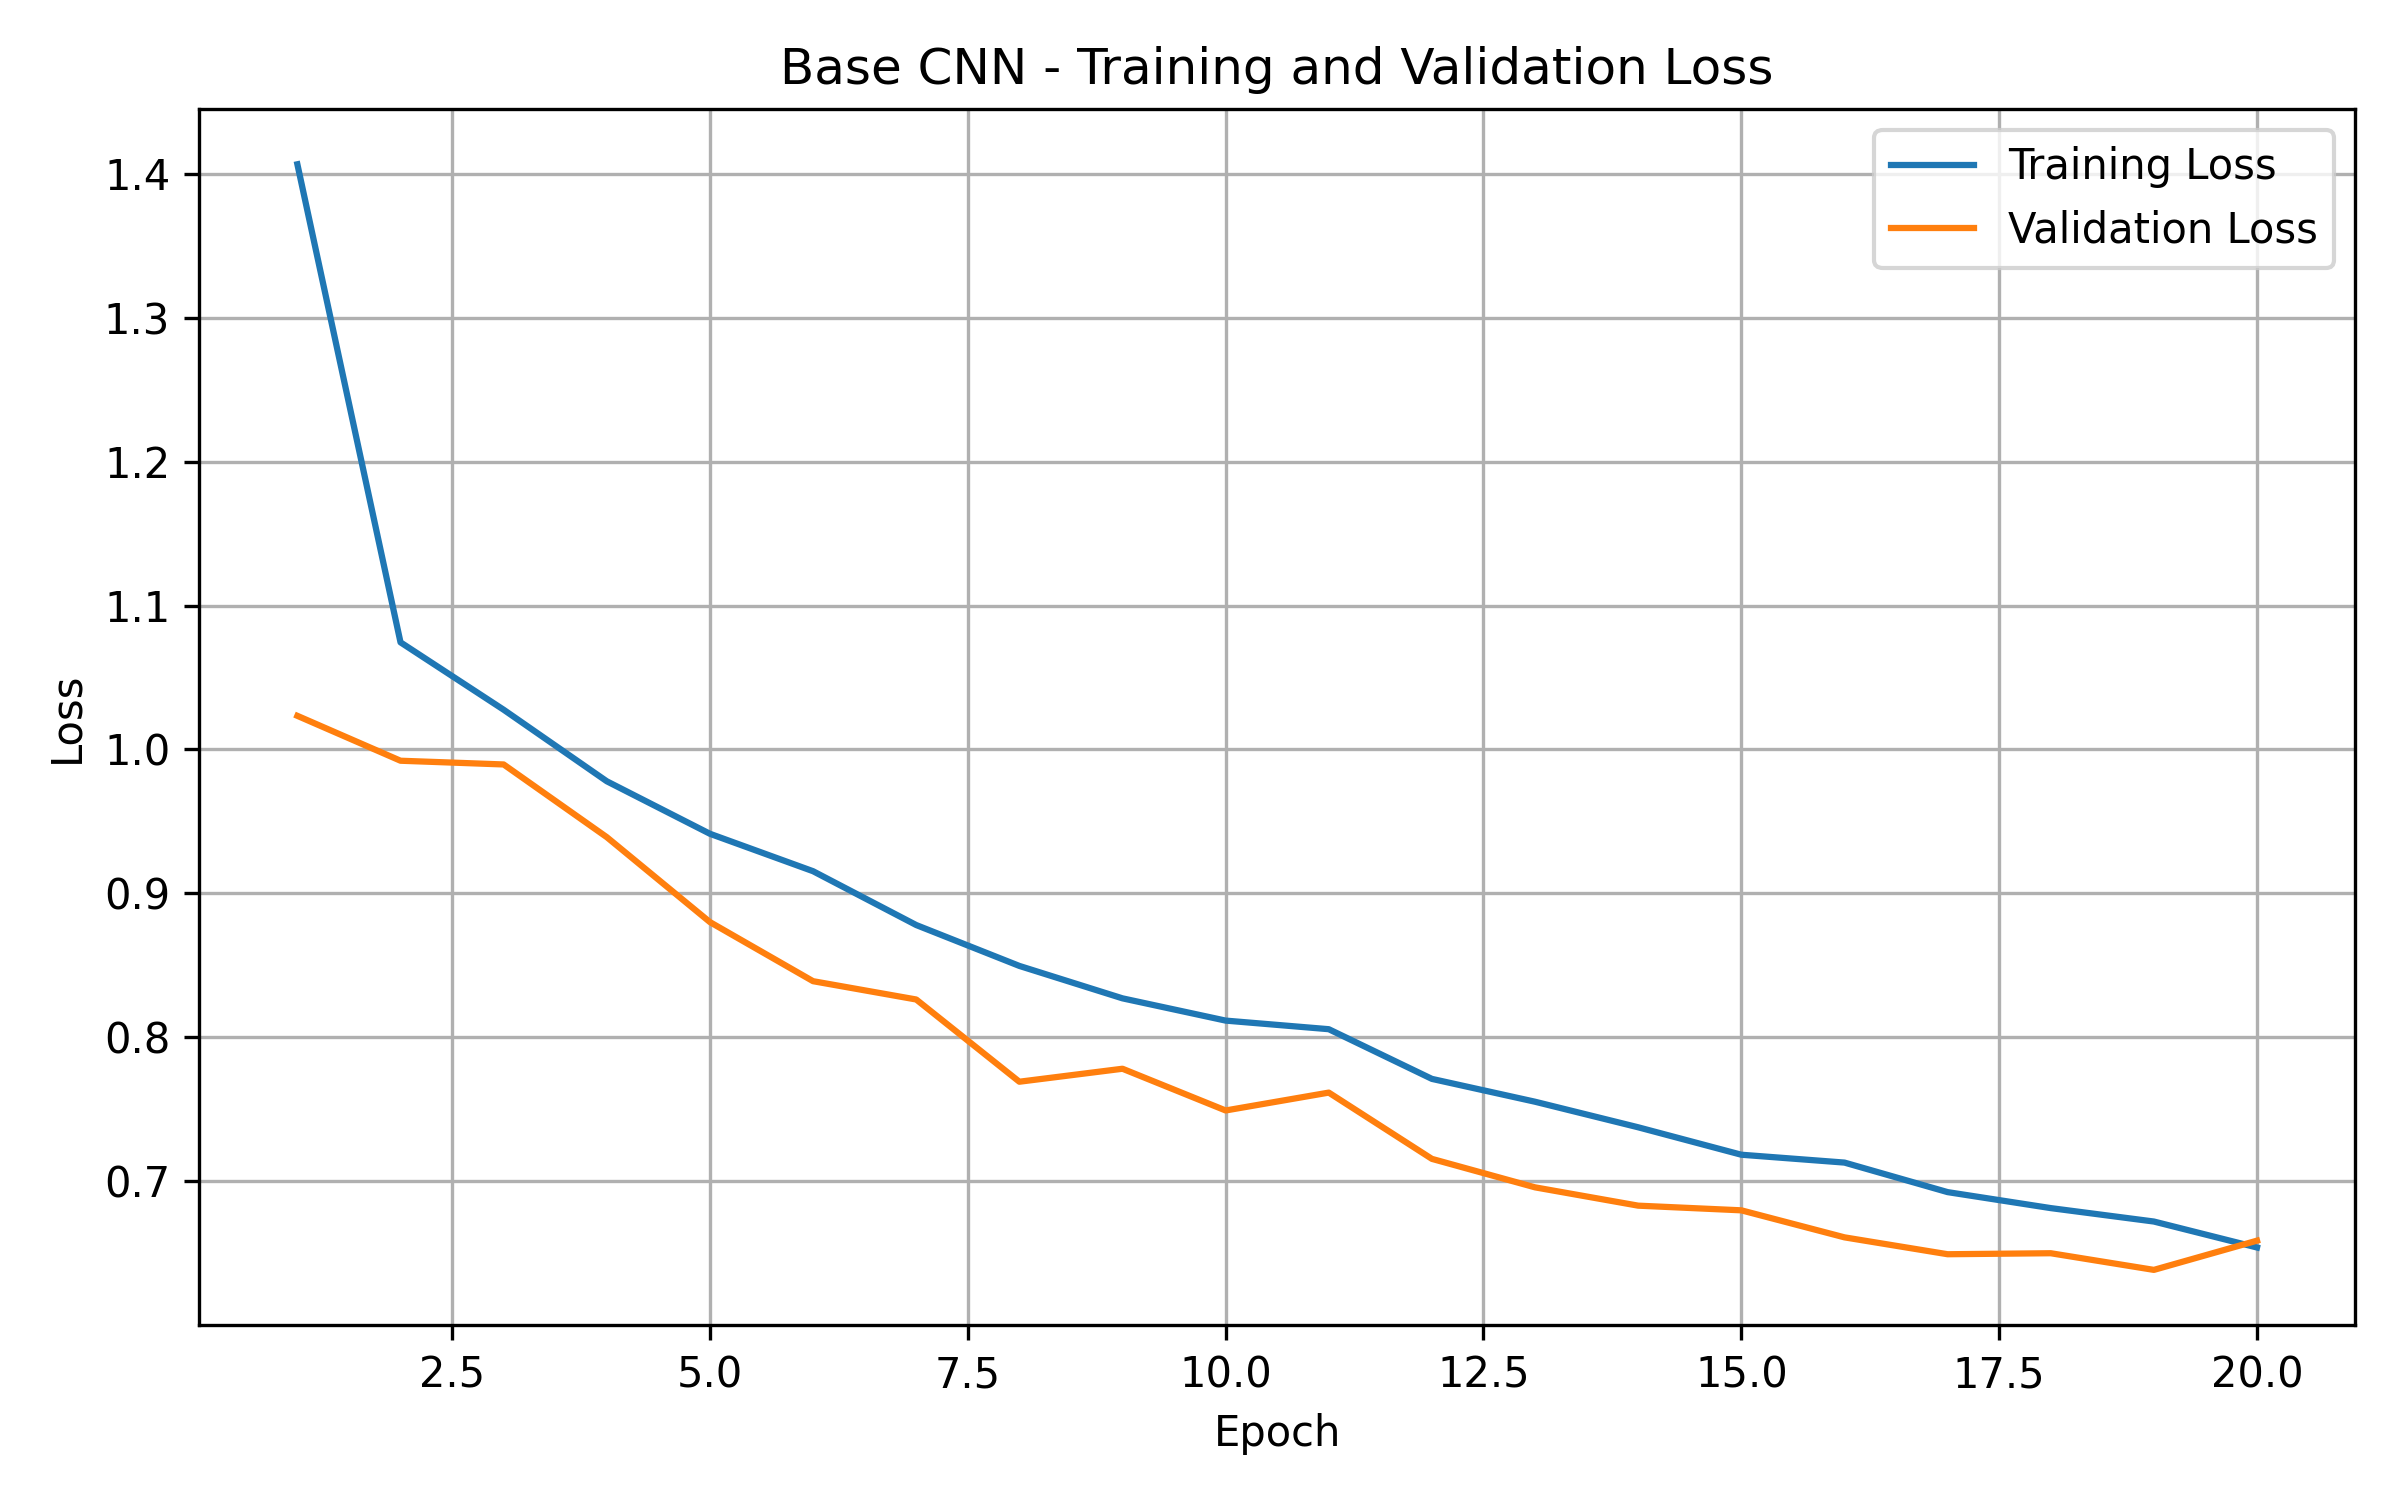 Base CNN - Training and Validation Loss
Training Loss
Validation Loss
1.4
1.3
1.2
1.1
1.0
0.9
0.8
0.7
Loss
2.5 5.0 7.5 10.0 12.5 15.0 17.5 20.0
Epoch